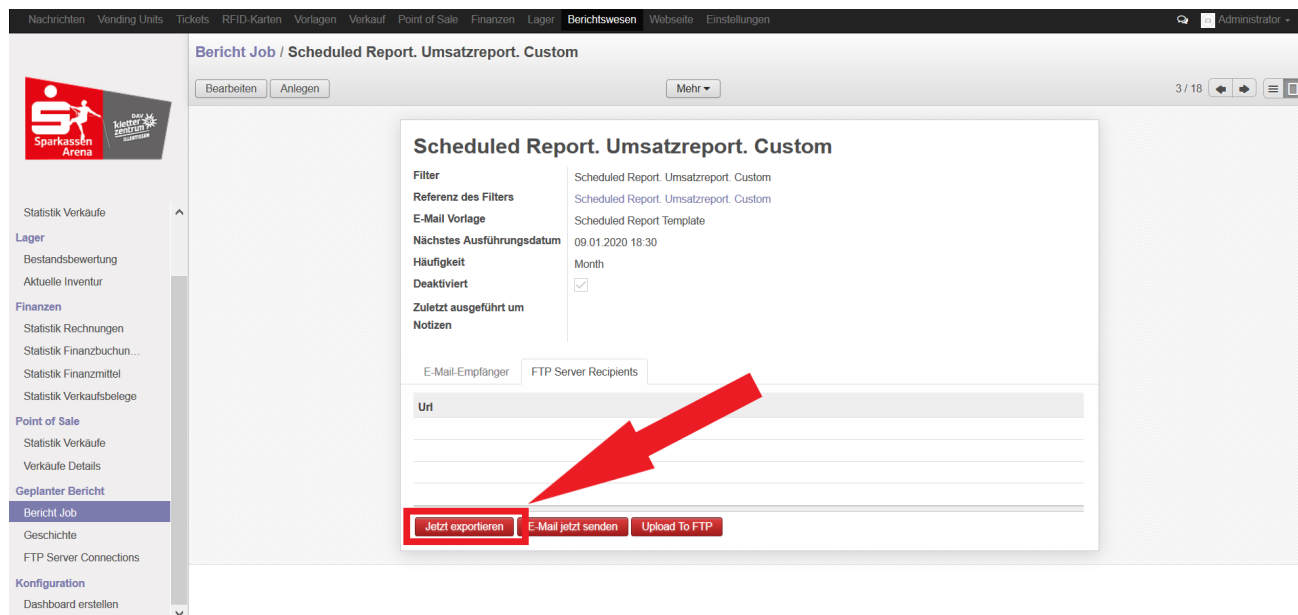 Nachrichten Vending Units Tickets RFID-Karten Vorlagen Verkauf Point of Sale Finanzen Lager Berichtswesen Webseite Einstellungen Administrator
Bericht Job / Scheduled Report. Umsatzreport. Custom
Bearbeiten Anlegen Mehr 3 / 18
DAV
kletter
zentrum
ILLERTISSEN
Sparkassen
Arena
Statistik Verkäufe
Lager
Bestandsbewertung
Aktuelle Inventur
Finanzen
Statistik Rechnungen
Statistik Finanzbuchun...
Statistik Finanzmittel
Statistik Verkaufsbelege
Point of Sale
Statistik Verkäufe
Verkäufe Details
Geplanter Bericht
Bericht Job
Geschichte
FTP Server Connections
Konfiguration
Dashboard erstellen
Scheduled Report. Umsatzreport. Custom
Filter Scheduled Report. Umsatzreport. Custom
Referenz des Filters Scheduled Report. Umsatzreport. Custom
E-Mail Vorlage Scheduled Report Template
Nächstes Ausführungsdatum 09.01.2020 18:30
Häufigkeit Month
Deaktiviert
Zuletzt ausgeführt um
Notizen
E-Mail-Empfänger FTP Server Recipients
Url
Jetzt exportieren E-Mail jetzt senden Upload To FTP